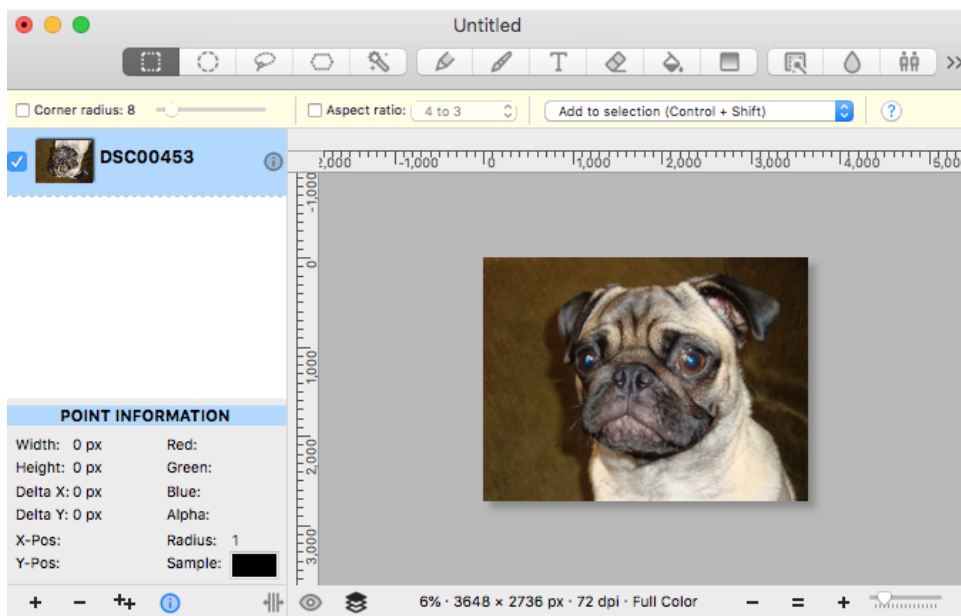 Untitled
T
Corner radius: 8 Aspect ratio: 4 to 3 Add to selection (Control + Shift) ?
DSC00453
2,000 -1,000 0 1,000 2,000 3,000 4,000 5,00
-1,000
0
1,000
2,000
3,000
POINT INFORMATION
Width: 0 px Red:
Height: 0 px Green:
Delta X: 0 px Blue:
Delta Y: 0 px Alpha:
X-Pos: Radius: 1
Y-Pos: Sample:
6% · 3648 × 2736 px · 72 dpi · Full Color